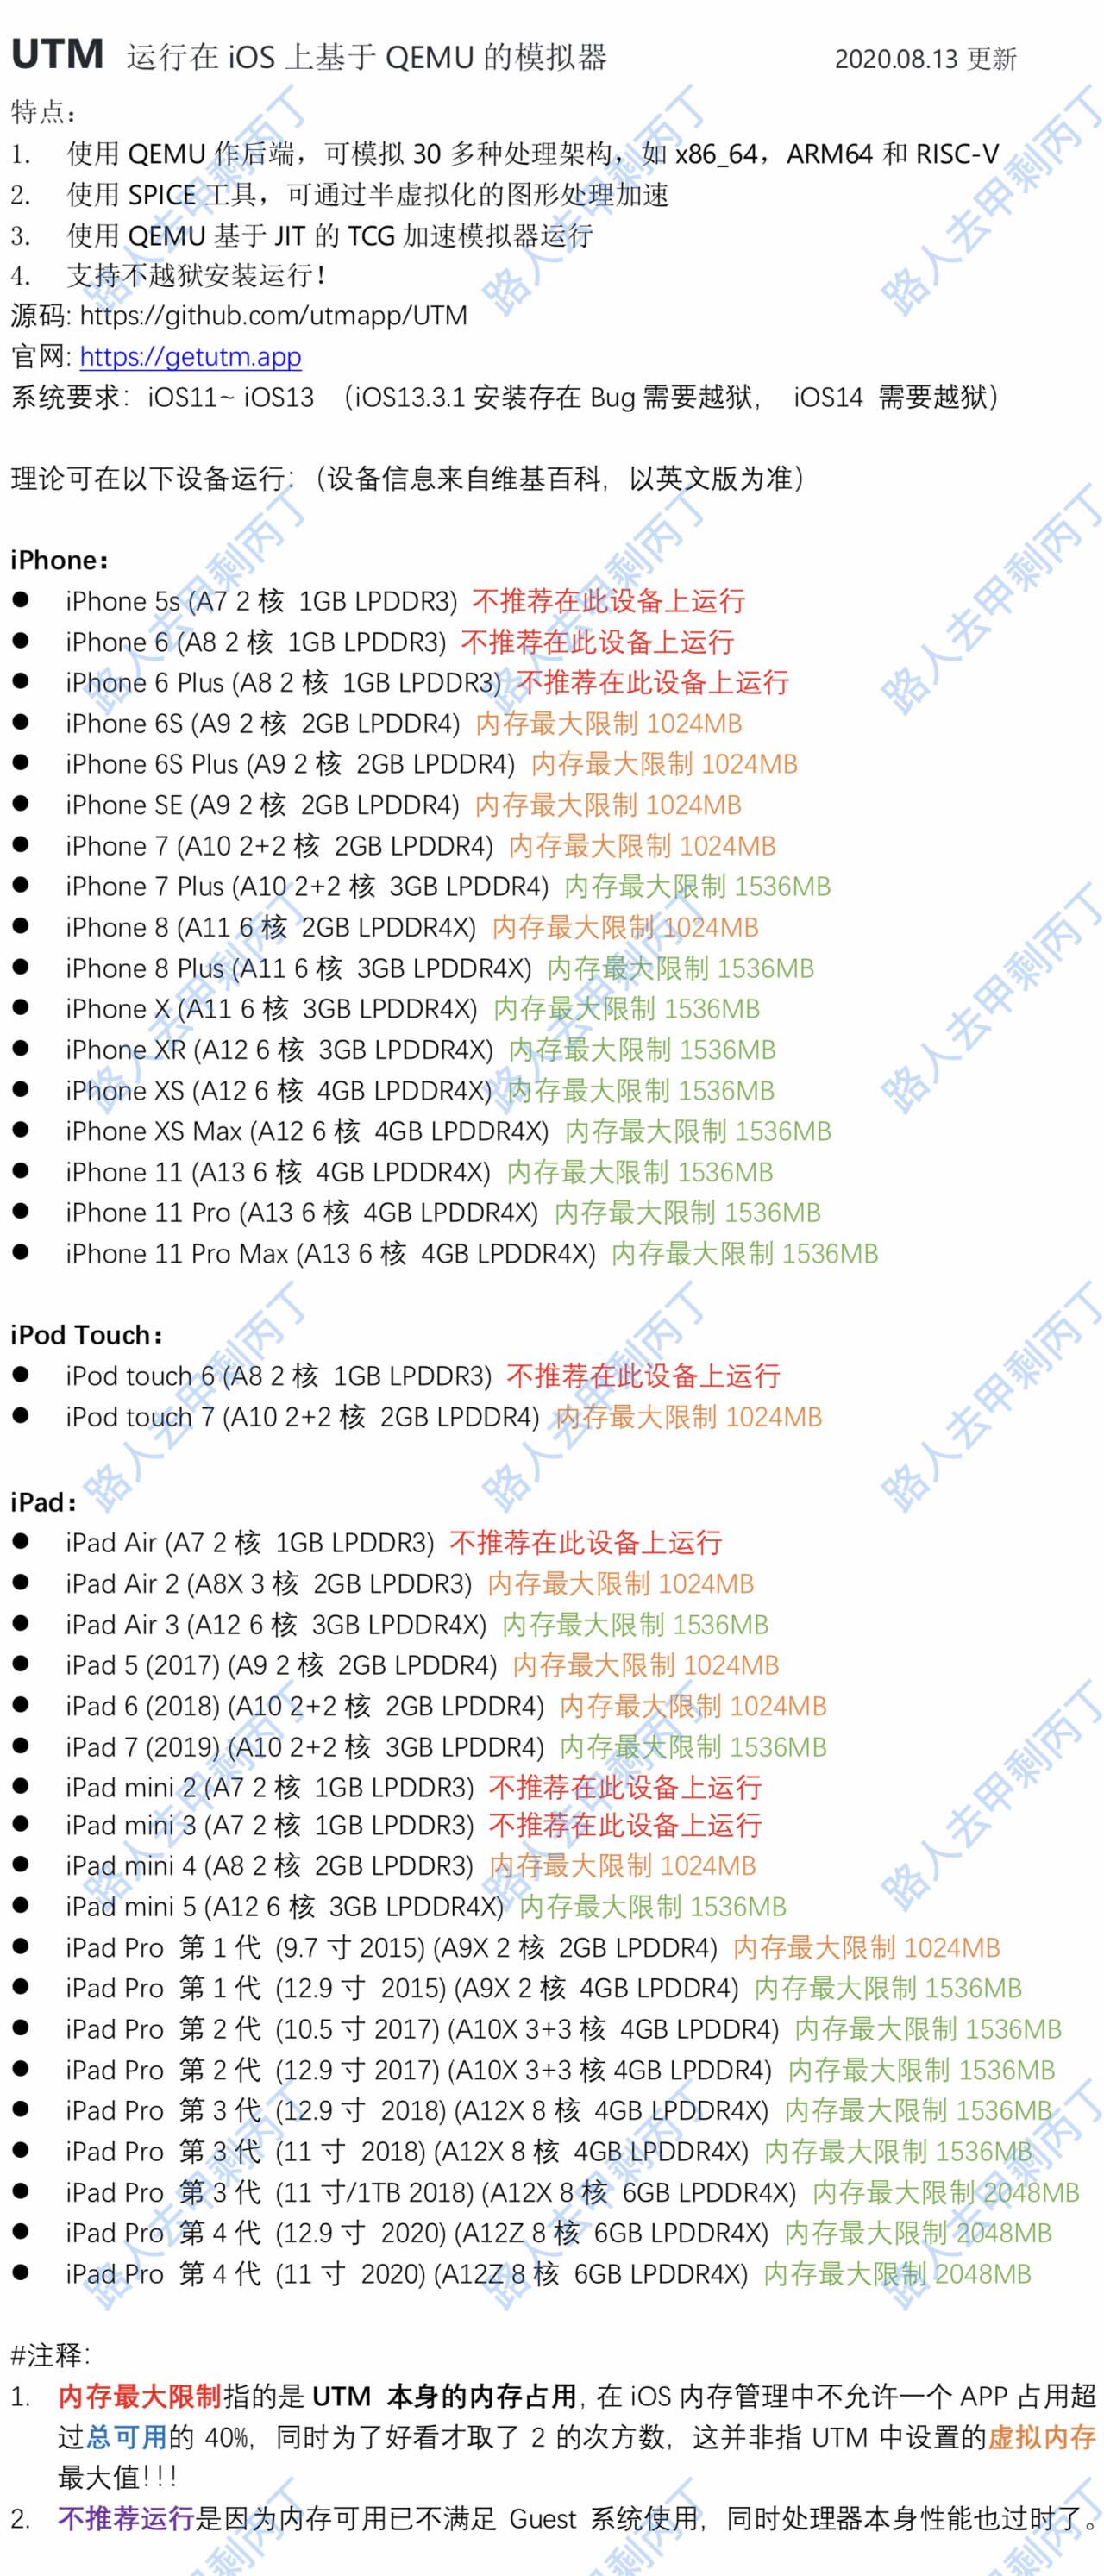 UTM 运行在 iOS 上基于 QEMU 的模拟器 2020.08.13 更新
特点：
1. 使用 QEMU 作后端，可模拟 30 多种处理架构，如 x86_64，ARM64 和 RISC-V
2. 使用 SPICE 工具，可通过半虚拟化的图形处理加速
3. 使用 QEMU 基于 JIT 的 TCG 加速模拟器运行
4. 支持不越狱安装运行！
源码: https://github.com/utmapp/UTM
官网: https://getutm.app
系统要求：iOS11~ iOS13 （iOS13.3.1 安装存在 Bug 需要越狱， iOS14 需要越狱）
理论可在以下设备运行：（设备信息来自维基百科，以英文版为准）
iPhone：
● iPhone 5s (A7 2 核 1GB LPDDR3) 不推荐在此设备上运行
● iPhone 6 (A8 2 核 1GB LPDDR3) 不推荐在此设备上运行
● iPhone 6 Plus (A8 2 核 1GB LPDDR3) 不推荐在此设备上运行
● iPhone 6S (A9 2 核 2GB LPDDR4) 内存最大限制 1024MB
● iPhone 6S Plus (A9 2 核 2GB LPDDR4) 内存最大限制 1024MB
● iPhone SE (A9 2 核 2GB LPDDR4) 内存最大限制 1024MB
● iPhone 7 (A10 2+2 核 2GB LPDDR4) 内存最大限制 1024MB
● iPhone 7 Plus (A10 2+2 核 3GB LPDDR4) 内存最大限制 1536MB
● iPhone 8 (A11 6 核 2GB LPDDR4X) 内存最大限制 1024MB
● iPhone 8 Plus (A11 6 核 3GB LPDDR4X) 内存最大限制 1536MB
● iPhone X (A11 6 核 3GB LPDDR4X) 内存最大限制 1536MB
● iPhone XR (A12 6 核 3GB LPDDR4X) 内存最大限制 1536MB
● iPhone XS (A12 6 核 4GB LPDDR4X) 内存最大限制 1536MB
● iPhone XS Max (A12 6 核 4GB LPDDR4X) 内存最大限制 1536MB
● iPhone 11 (A13 6 核 4GB LPDDR4X) 内存最大限制 1536MB
● iPhone 11 Pro (A13 6 核 4GB LPDDR4X) 内存最大限制 1536MB
● iPhone 11 Pro Max (A13 6 核 4GB LPDDR4X) 内存最大限制 1536MB
iPod Touch：
● iPod touch 6 (A8 2 核 1GB LPDDR3) 不推荐在此设备上运行
● iPod touch 7 (A10 2+2 核 2GB LPDDR4) 内存最大限制 1024MB
iPad：
● iPad Air (A7 2 核 1GB LPDDR3) 不推荐在此设备上运行
● iPad Air 2 (A8X 3 核 2GB LPDDR3) 内存最大限制 1024MB
● iPad Air 3 (A12 6 核 3GB LPDDR4X) 内存最大限制 1536MB
● iPad 5 (2017) (A9 2 核 2GB LPDDR4) 内存最大限制 1024MB
● iPad 6 (2018) (A10 2+2 核 2GB LPDDR4) 内存最大限制 1024MB
● iPad 7 (2019) (A10 2+2 核 3GB LPDDR4) 内存最大限制 1536MB
● iPad mini 2 (A7 2 核 1GB LPDDR3) 不推荐在此设备上运行
● iPad mini 3 (A7 2 核 1GB LPDDR3) 不推荐在此设备上运行
● iPad mini 4 (A8 2 核 2GB LPDDR3) 内存最大限制 1024MB
● iPad mini 5 (A12 6 核 3GB LPDDR4X) 内存最大限制 1536MB
● iPad Pro 第 1 代 (9.7 寸 2015) (A9X 2 核 2GB LPDDR4) 内存最大限制 1024MB
● iPad Pro 第 1 代 (12.9 寸 2015) (A9X 2 核 4GB LPDDR4) 内存最大限制 1536MB
● iPad Pro 第 2 代 (10.5 寸 2017) (A10X 3+3 核 4GB LPDDR4) 内存最大限制 1536MB
● iPad Pro 第 2 代 (12.9 寸 2017) (A10X 3+3 核 4GB LPDDR4) 内存最大限制 1536MB
● iPad Pro 第 3 代 (12.9 寸 2018) (A12X 8 核 4GB LPDDR4X) 内存最大限制 1536MB
● iPad Pro 第 3 代 (11 寸 2018) (A12X 8 核 4GB LPDDR4X) 内存最大限制 1536MB
● iPad Pro 第 3 代 (11 寸/1TB 2018) (A12X 8 核 6GB LPDDR4X) 内存最大限制 2048MB
● iPad Pro 第 4 代 (12.9 寸 2020) (A12Z 8 核 6GB LPDDR4X) 内存最大限制 2048MB
● iPad Pro 第 4 代 (11 寸 2020) (A12Z 8 核 6GB LPDDR4X) 内存最大限制 2048MB
#注释：
1. 内存最大限制指的是 UTM 本身的内存占用，在 iOS 内存管理中不允许一个 APP 占用超
过总可用的 40%，同时为了好看才取了 2 的次方数，这并非指 UTM 中设置的虚拟内存
最大值！！！
2. 不推荐运行是因为内存可用已不满足 Guest 系统使用，同时处理器本身性能也过时了。
路人去甲剩丙丁